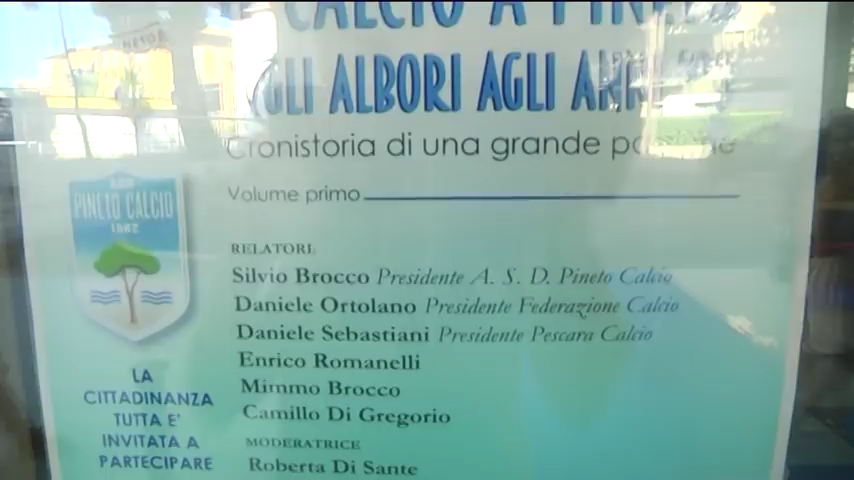 CALCIO A
ALBORI AGLI
Cronistoria di una grande
Volume primo
PINETO CALCIO
1962
RELATORI:
Silvio Brocco Presidente A. S. D. Pineto Calcio
Daniele Ortolano Presidente Federazione Calcio
Daniele Sebastiani Presidente Pescara Calcio
Enrico Romanelli
Mimmo Brocco
Camillo Di Gregorio
MODERATRICE
Roberta Di Sante
LA
CITTADINANZA
TUTTA E'
INVITATA A
PARTECIPARE